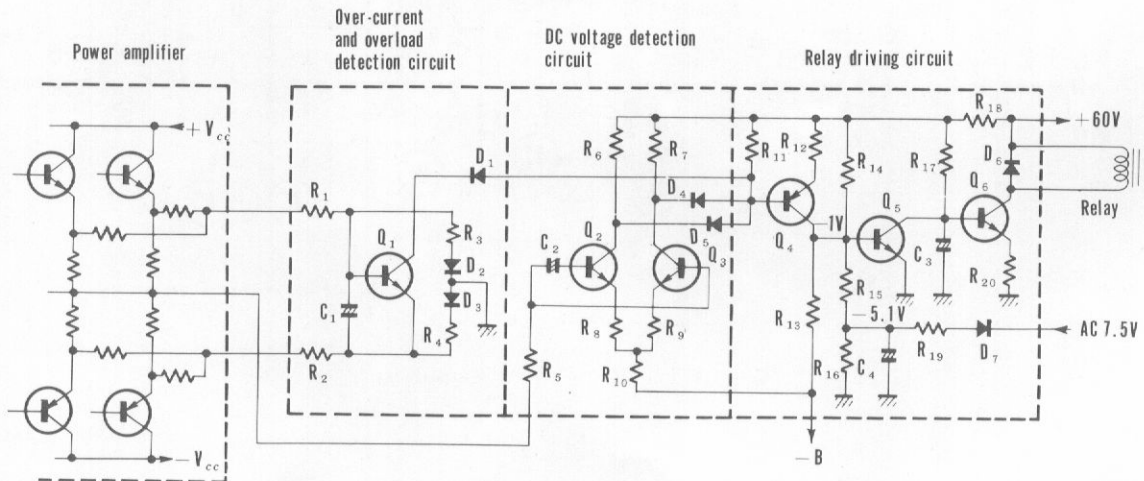 Over-current
and overload
detection circuit
Power amplifier
DC voltage detection
circuit
Relay driving circuit
+ Vcc
− Vcc
R1
R2
C1
Q1
D1
R3
D2
D3
R4
R5
C2
Q2
R6
R7
D4
D5
Q3
R8
R9
R10
R11
R12
Q4
−1V
R13
−B
R14
Q5
R15
−5.1V
R16
C4
R17
C3
R18
+60V
D6
Q6
Relay
R20
R19
D7
AC 7.5V